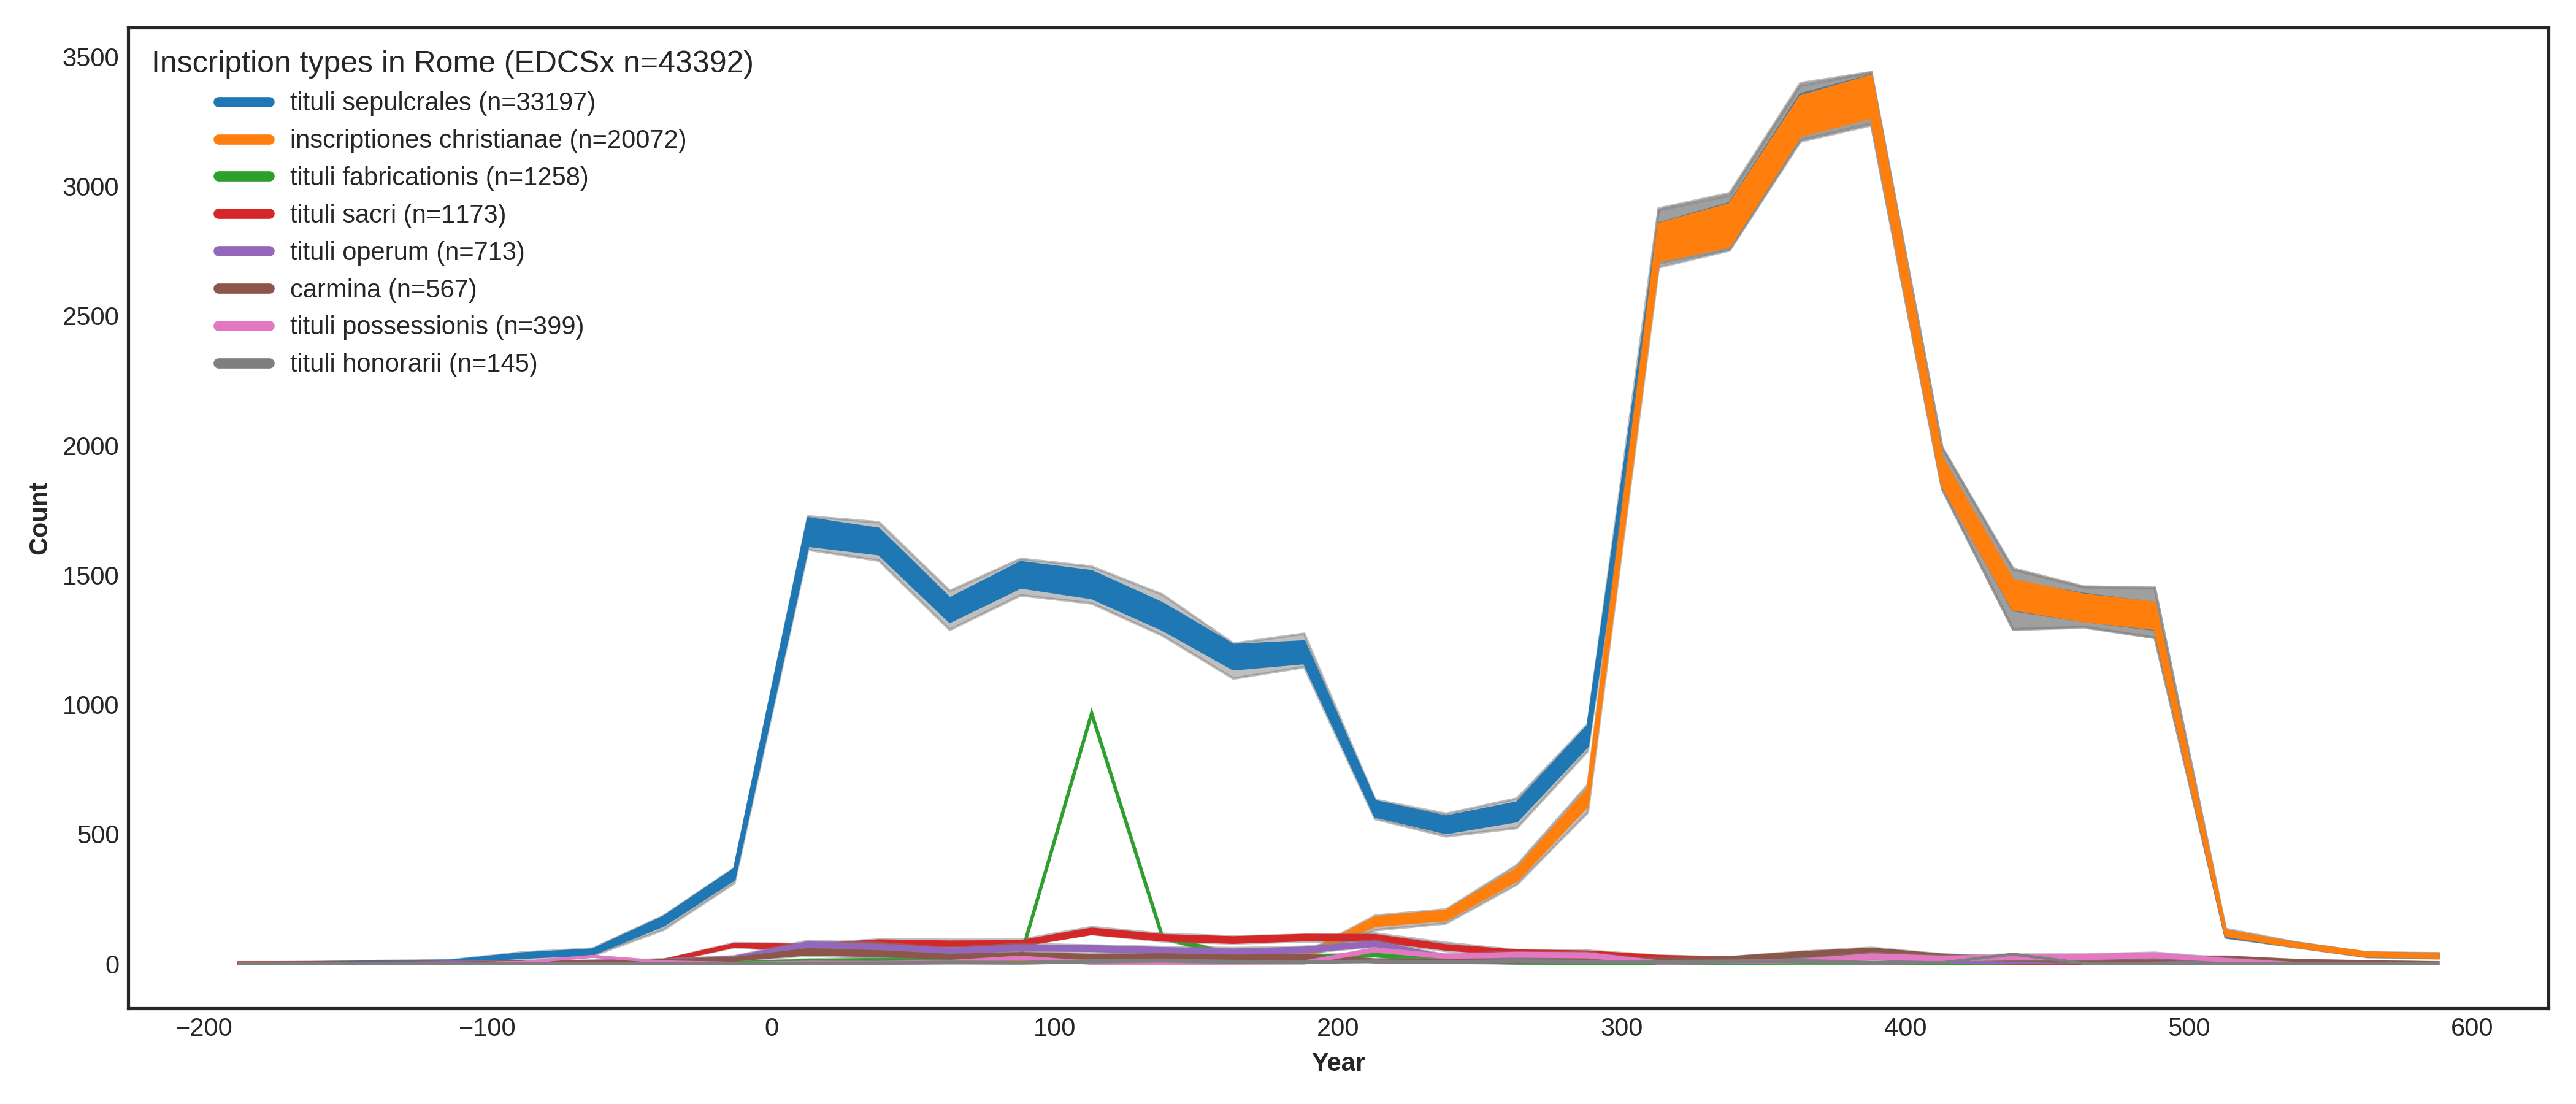 Inscription types in Rome (EDCSx n=43392)
tituli sepulcrales (n=33197)
inscriptiones christianae (n=20072)
tituli fabricationis (n=1258)
tituli sacri (n=1173)
tituli operum (n=713)
carmina (n=567)
tituli possessionis (n=399)
tituli honorarii (n=145)
3500
3000
2500
2000
1500
1000
500
0
Count
−200 −100 0 100 200 300 400 500 600
Year